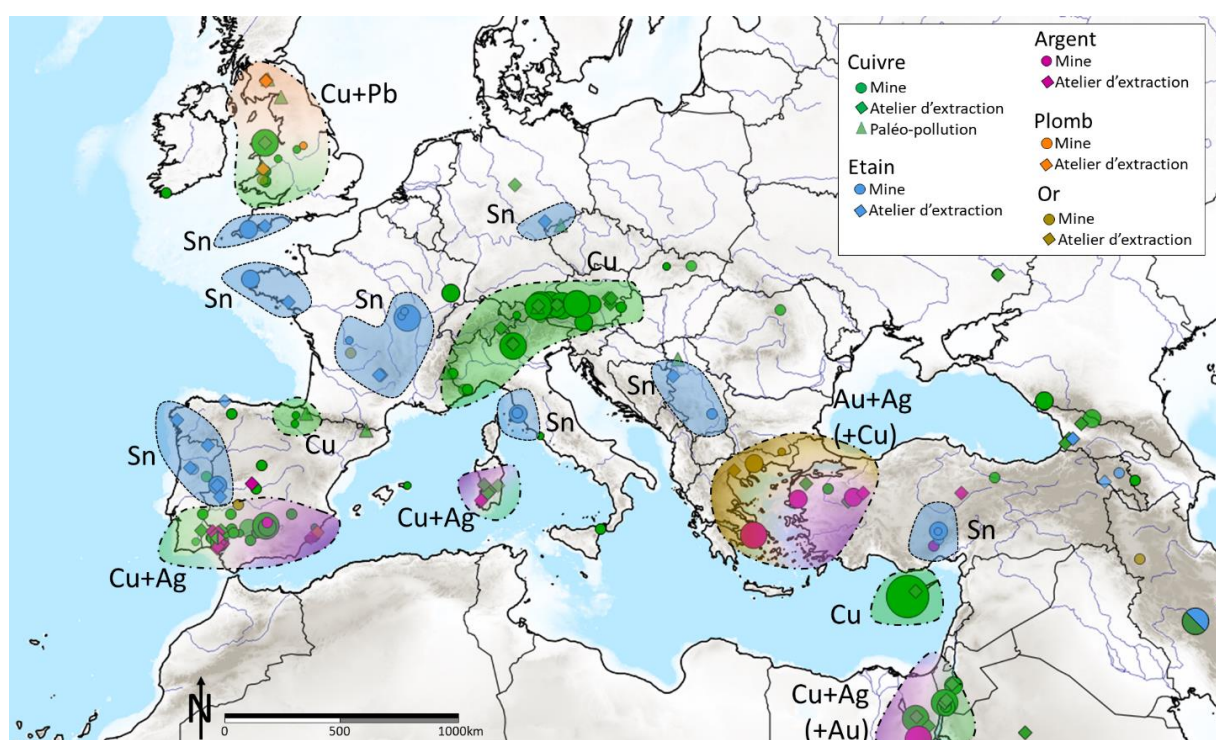 Cuivre
Mine
Atelier d'extraction
Paléo-pollution
Etain
Mine
Atelier d'extraction
Argent
Mine
Atelier d'extraction
Plomb
Mine
Atelier d'extraction
Or
Mine
Atelier d'extraction
Cu+Pb
Sn
Sn
Sn
Sn
Cu
Sn
Cu
Sn
Sn
Au+Ag
(+Cu)
Cu+Ag
Cu+Ag
Sn
Cu
Cu+Ag
(+Au)
N
0 500 1000km